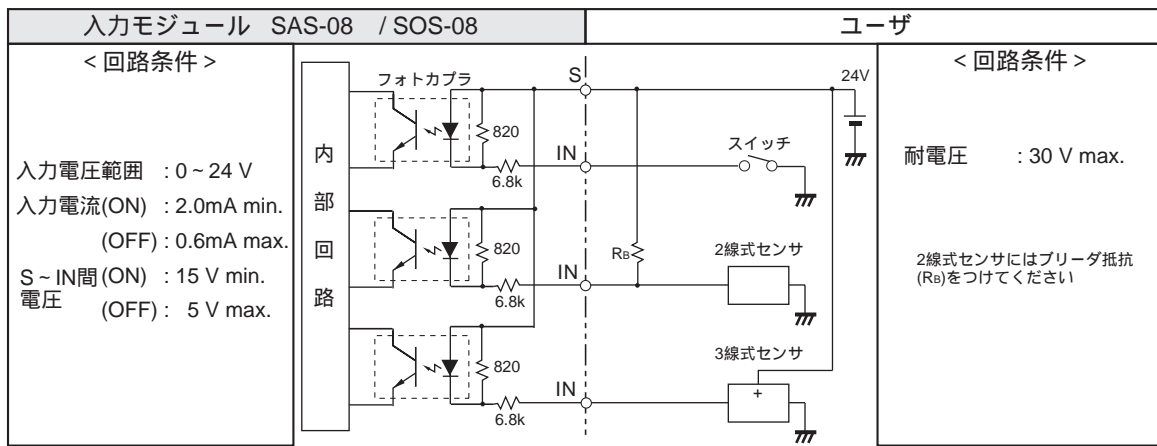 入力モジュール SAS-08 / SOS-08
ユーザ
<回路条件>
入力電圧範囲 : 0~24 V
入力電流(ON) : 2.0mA min.
(OFF) : 0.6mA max.
S~IN間(ON) : 15 V min.
電圧
(OFF) : 5 V max.
内部回路
フォトカプラ
S
820
IN
6.8k
820
IN
6.8k
820
IN
6.8k
24V
スイッチ
RB
2線式センサ
3線式センサ
+
<回路条件>
耐電圧 : 30 V max.
2線式センサにはブリーダ抵抗
(RB)をつけてください